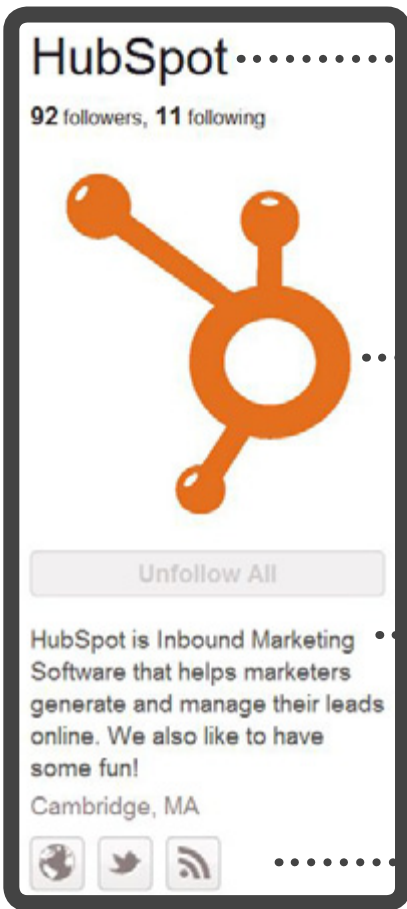 HubSpot
92 followers, 11 following
Unfollow All
HubSpot is Inbound Marketing
Software that helps marketers
generate and manage their leads
online. We also like to have
some fun!
Cambridge, MA